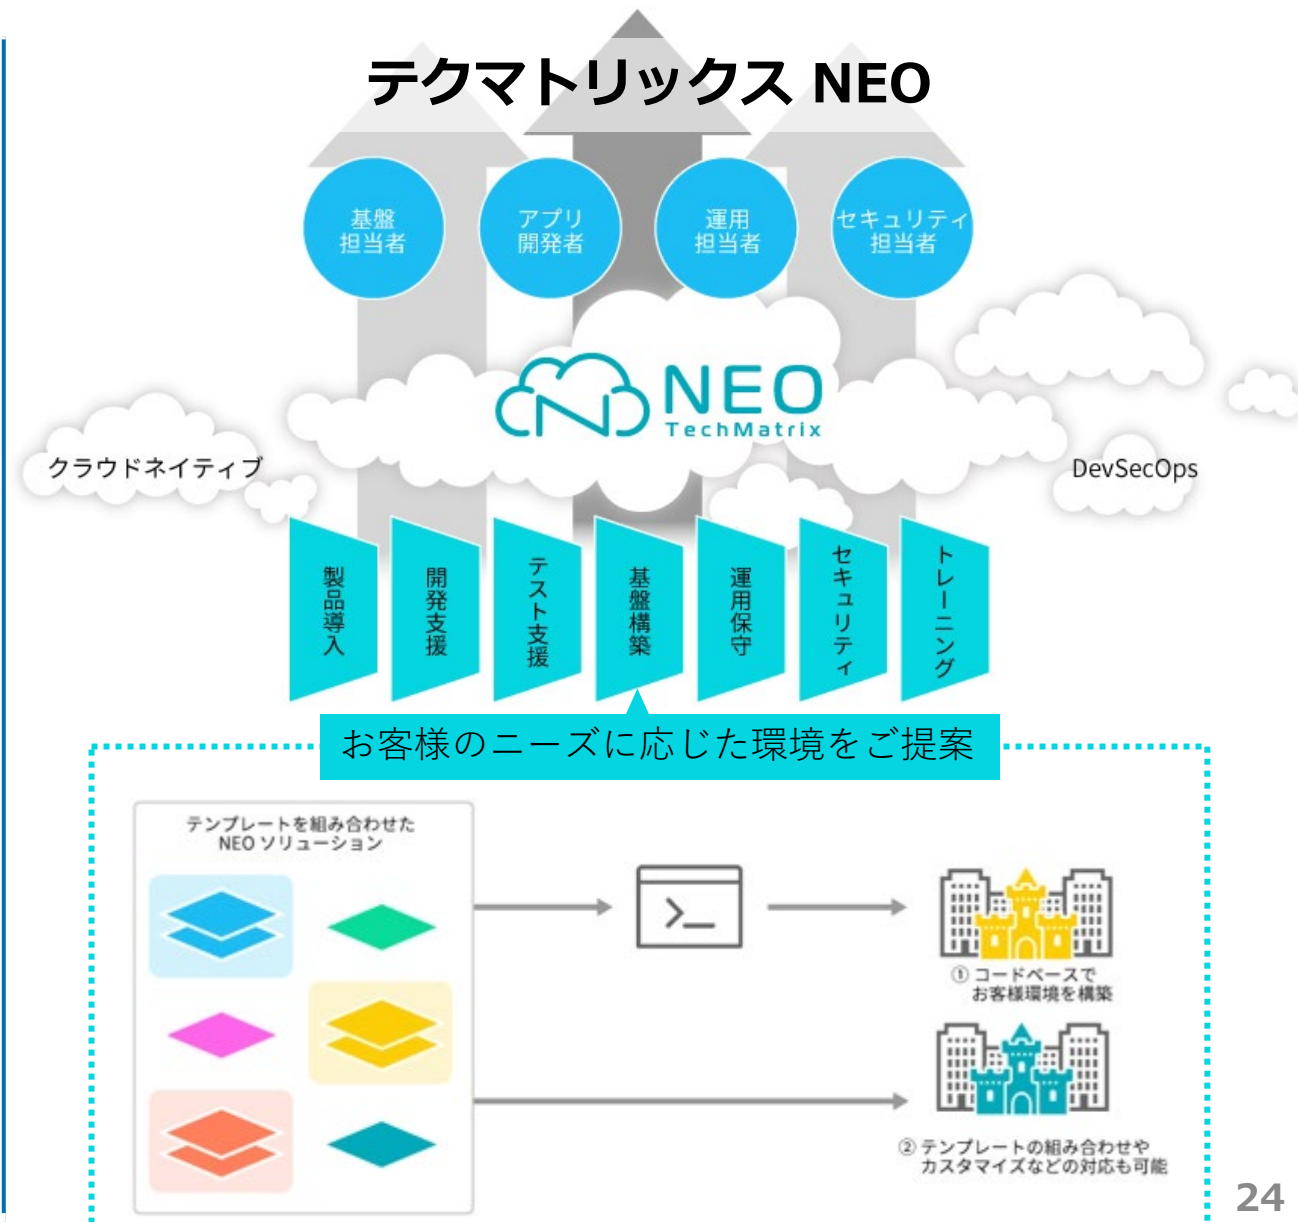 テクマトリックス NEO
基盤
担当者
アプリ
開発者
運用
担当者
セキュリティ
担当者
NEO
TechMatrix
クラウドネイティブ
DevSecOps
製品導入
開発支援
テスト支援
基盤構築
運用保守
セキュリティ
トレーニング
お客様のニーズに応じた環境をご提案
テンプレートを組み合わせた
NEO ソリューション
>_
① コードベースで
お客様環境を構築
② テンプレートの組み合わせや
カスタマイズなどの対応も可能
24